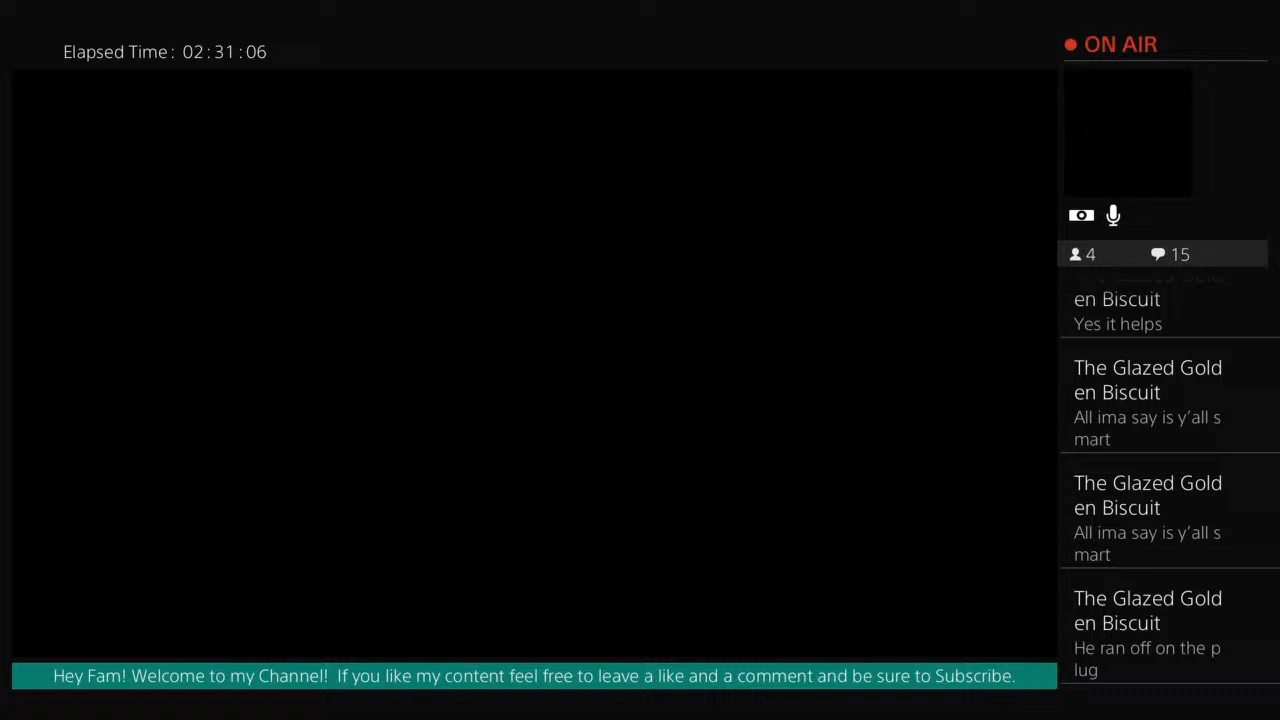 Elapsed Time: 02:31:06
ON AIR
4 15
en Biscuit
Yes it helps
The Glazed Gold
en Biscuit
All ima say is y'all s
mart
The Glazed Gold
en Biscuit
All ima say is y'all s
mart
The Glazed Gold
en Biscuit
He ran off on the p
lug
Hey Fam! Welcome to my Channel! If you like my content feel free to leave a like and a comment and be sure to Subscribe.